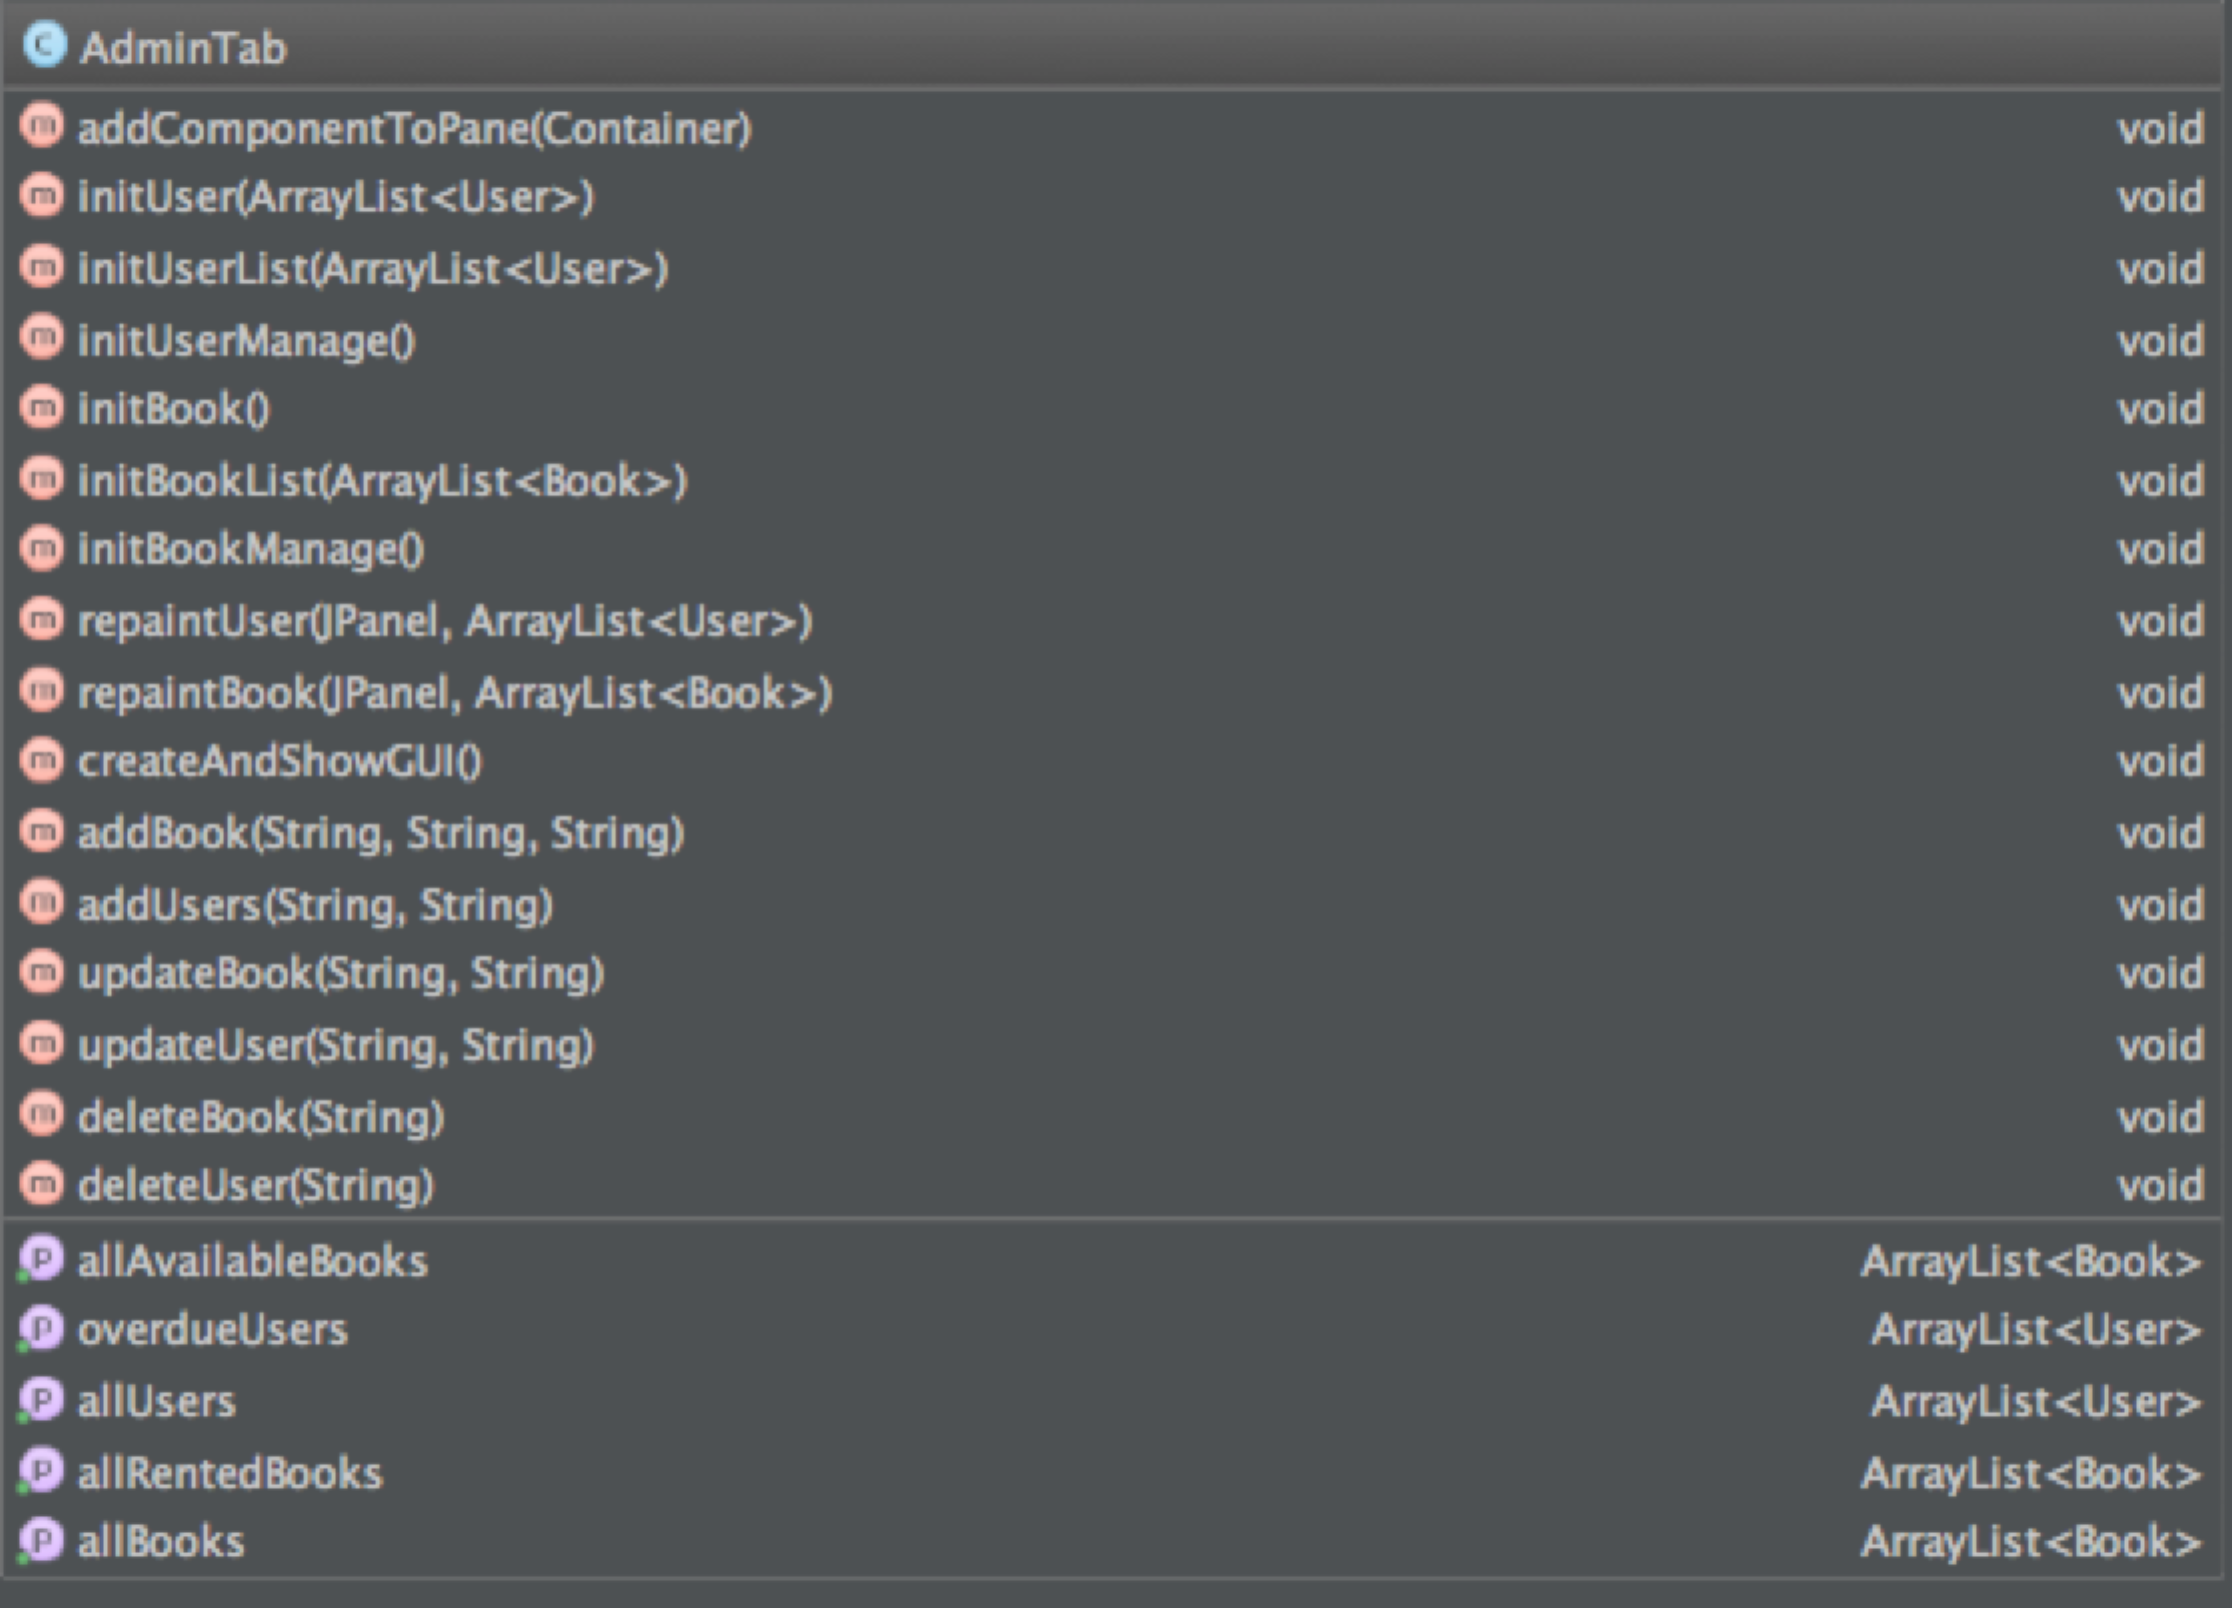 C AdminTab
m addComponentToPane(Container) void
m initUser(ArrayList<User>) void
m initUserList(ArrayList<User>) void
m initUserManage() void
m initBook() void
m initBookList(ArrayList<Book>) void
m initBookManage() void
m repaintUser(JPanel, ArrayList<User>) void
m repaintBook(JPanel, ArrayList<Book>) void
m createAndShowGUI() void
m addBook(String, String, String) void
m addUsers(String, String) void
m updateBook(String, String) void
m updateUser(String, String) void
m deleteBook(String) void
m deleteUser(String) void
P allAvailableBooks ArrayList<Book>
P overdueUsers ArrayList<User>
P allUsers ArrayList<User>
P allRentedBooks ArrayList<Book>
P allBooks ArrayList<Book>